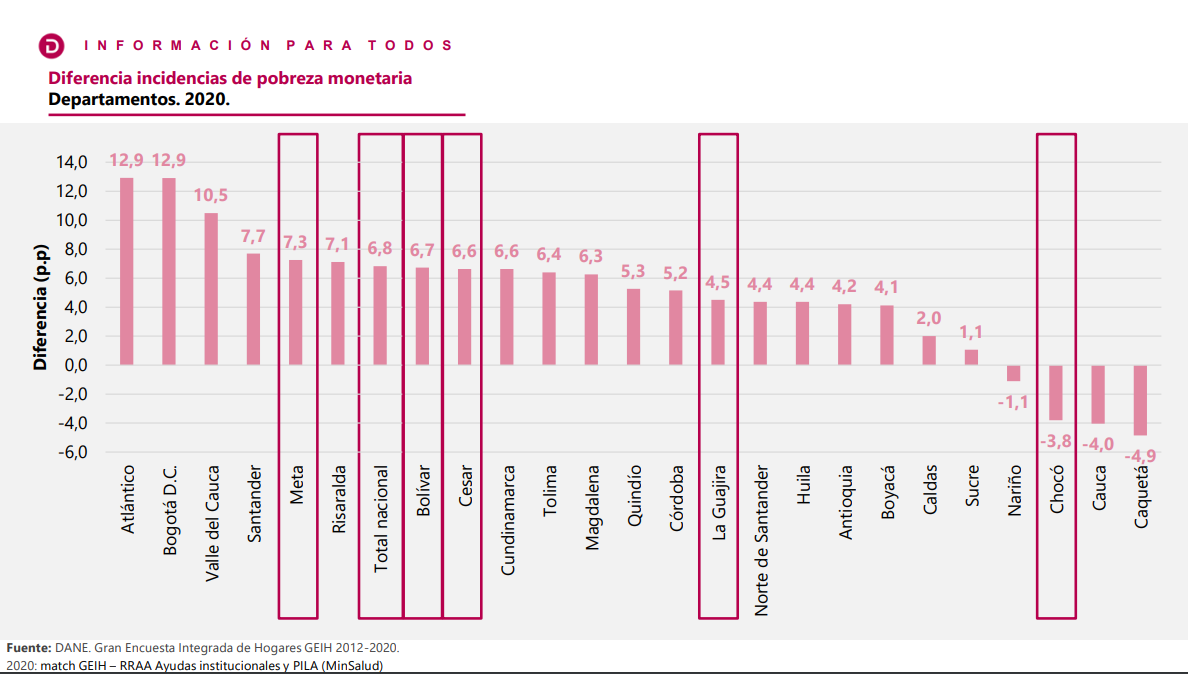 D INFORMACIÓN PARA TODOS
Diferencia incidencias de pobreza monetaria
Departamentos. 2020.
Diferencia (p.p)
14,0
12,0
10,0
8,0
6,0
4,0
2,0
0,0
-2,0
-4,0
-6,0
12,9 12,9 10,5 7,7 7,3 7,1 6,8 6,7 6,6 6,6 6,4 6,3 5,3 5,2 4,5 4,4 4,4 4,2 4,1 2,0 1,1 -1,1 -3,8 -4,0 -4,9
Atlántico
Bogotá D.C.
Valle del Cauca
Santander
Meta
Risaralda
Total nacional
Bolívar
Cesar
Cundinamarca
Tolima
Magdalena
Quindío
Córdoba
La Guajira
Norte de Santander
Huila
Antioquia
Boyacá
Caldas
Sucre
Nariño
Chocó
Cauca
Caquetá
Fuente: DANE. Gran Encuesta Integrada de Hogares GEIH 2012-2020.
2020: match GEIH – RRAA Ayudas institucionales y PILA (MinSalud)